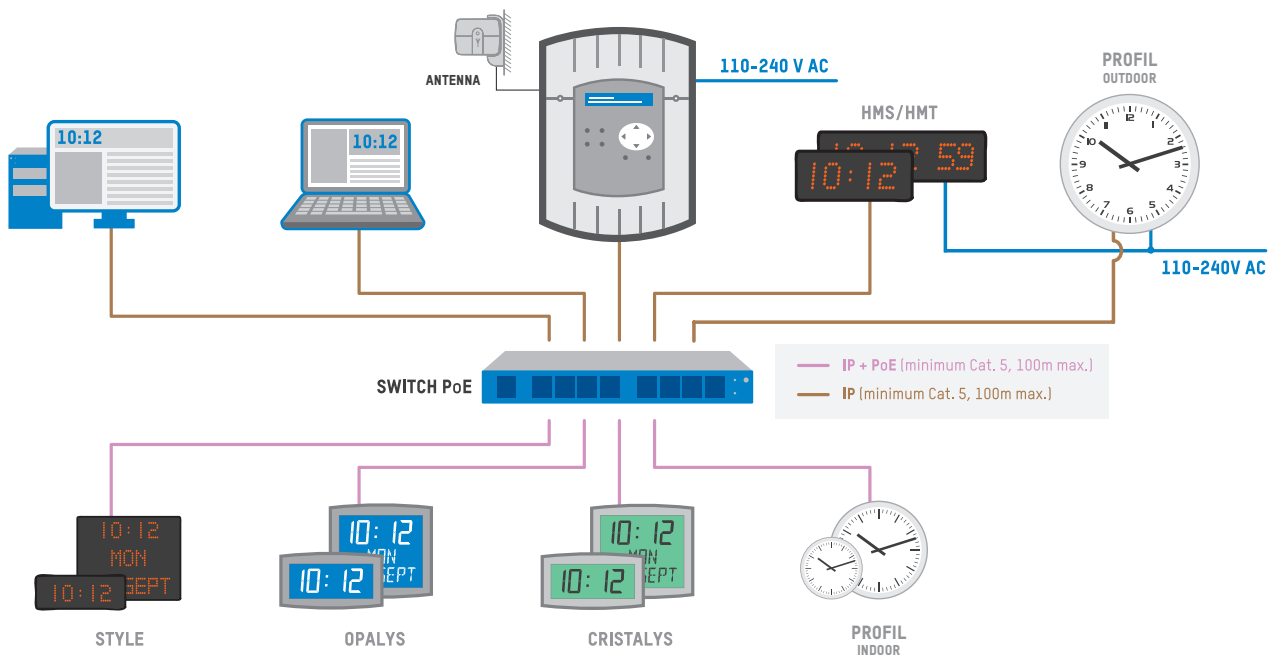 ANTENNA
110-240 V AC
PROFIL
OUTDOOR
HMS/HMT
10:12
10:12
10:12 59
10:12
12
1
2
3
4
5
6
7
8
9
10
11
110-240V AC
SWITCH PoE
IP + PoE (minimum Cat. 5, 100m max.)
IP (minimum Cat. 5, 100m max.)
10:12
MON
SEPT
10:12
10:12
MON
SEPT
10:12
10:12
MON
SEPT
10:12
STYLE
OPALYS
CRISTALYS
PROFIL
INDOOR